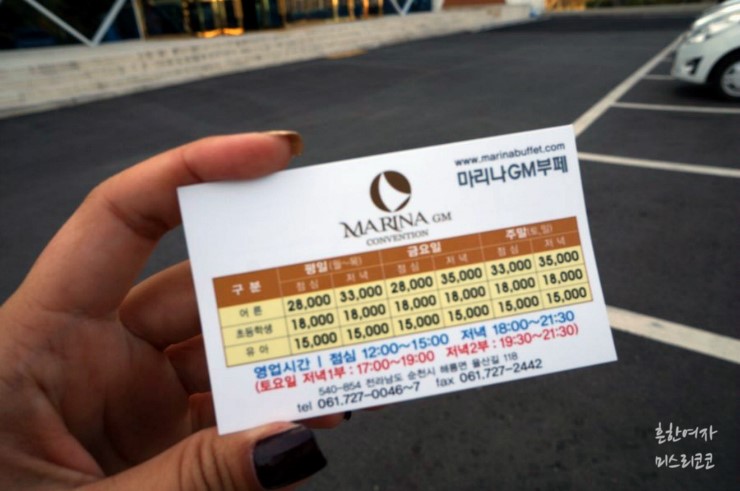 www.marinabuffet.com
마리나GM부페
MARINA GM
CONVENTION
구분 평일(월~목) 금요일 주말(토,일)
점심 저녁 점심 저녁 점심 저녁
어른 28,000 33,000 28,000 35,000 33,000 35,000
초등학생 18,000 18,000 18,000 18,000 18,000 18,000
유아 15,000 15,000 15,000 15,000 15,000 15,000
영업시간 | 점심 12:00~15:00 저녁 18:00~21:30
(토요일 저녁1부 : 17:00~19:00 저녁2부 : 19:30~21:30)
540-854 전라남도 순천시 해룡면 울산길 118
tel 061.727-0046~7 fax 061.727-2442
흔한여자
미스리코코